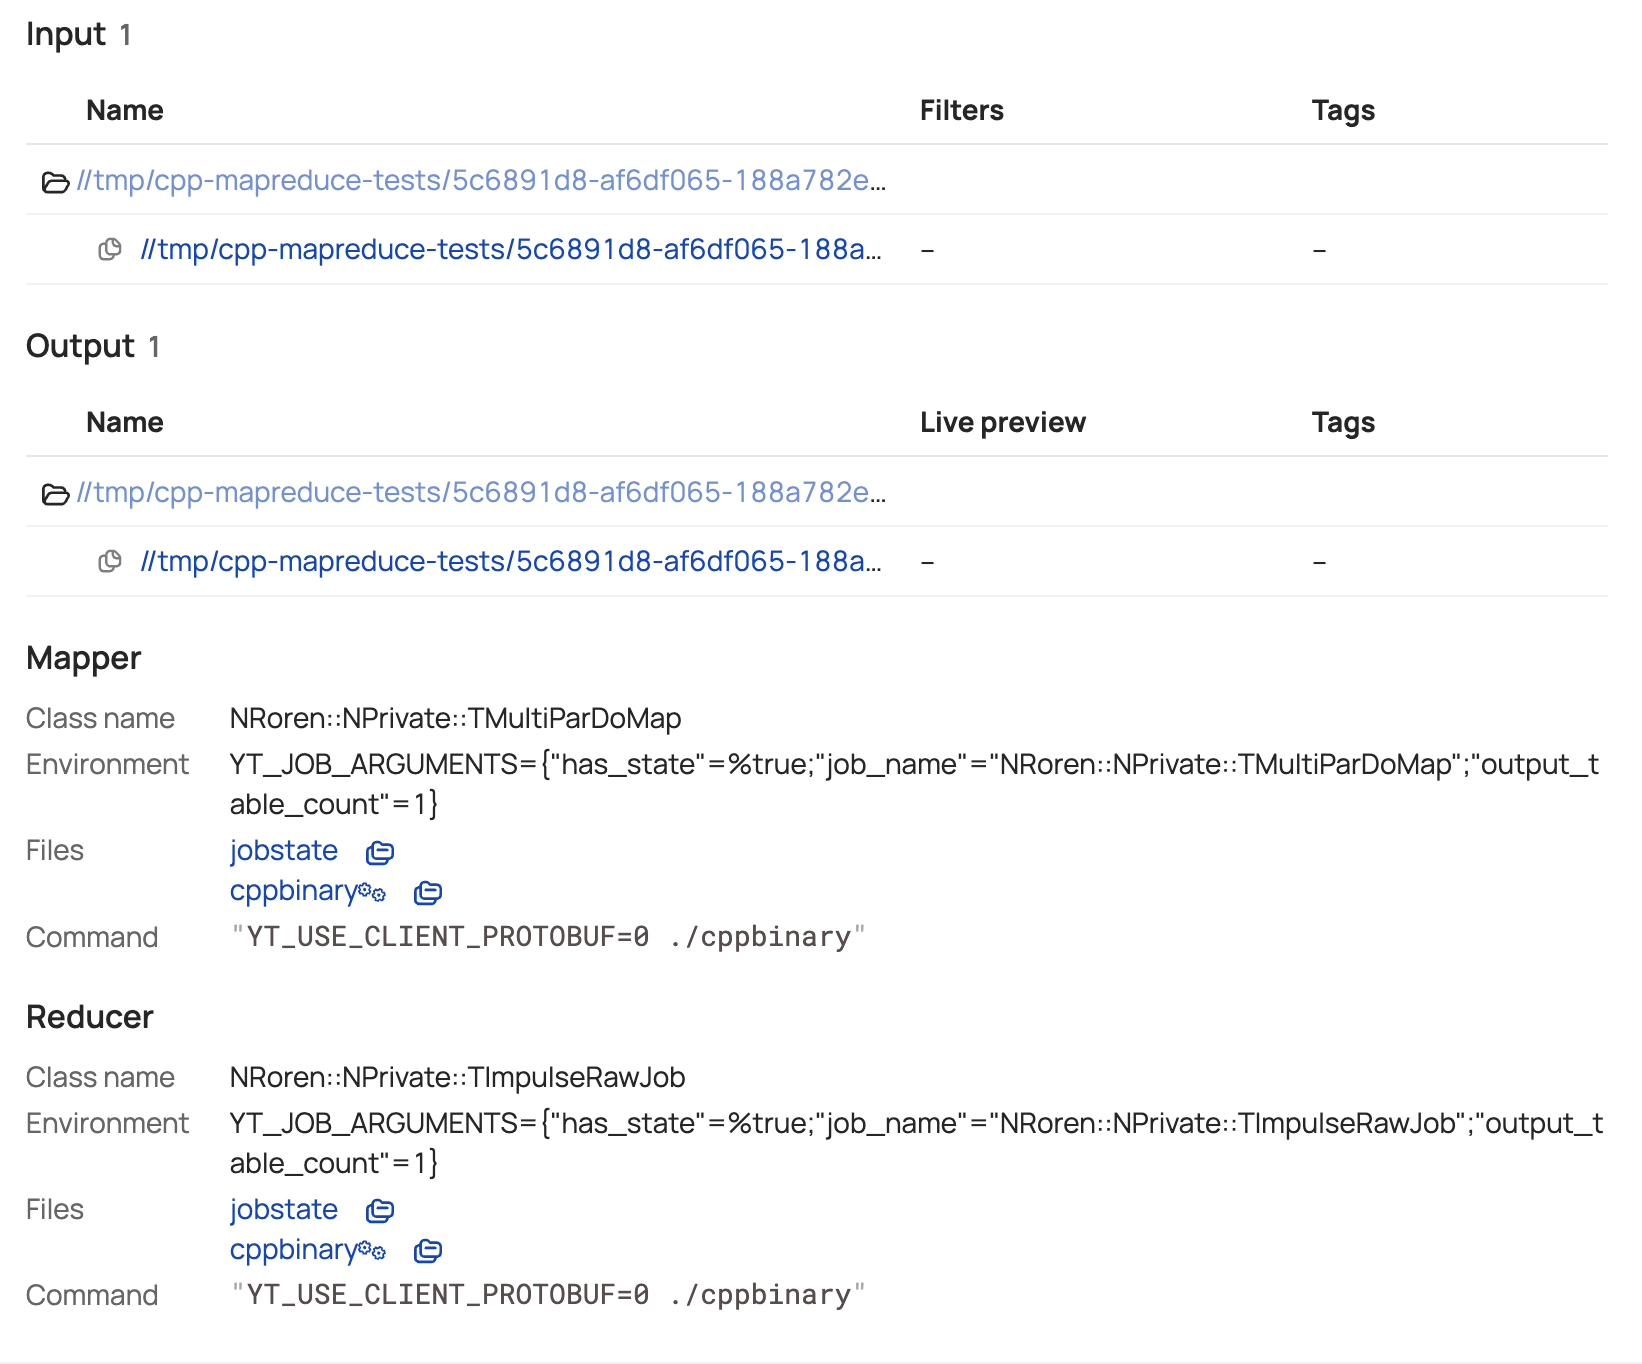 Input 1
Name Filters Tags
//tmp/cpp-mapreduce-tests/5c6891d8-af6df065-188a782e...
//tmp/cpp-mapreduce-tests/5c6891d8-af6df065-188a... – –
Output 1
Name Live preview Tags
//tmp/cpp-mapreduce-tests/5c6891d8-af6df065-188a782e...
//tmp/cpp-mapreduce-tests/5c6891d8-af6df065-188a... – –
Mapper
Class name NRoren::NPrivate::TMultiParDoMap
Environment YT_JOB_ARGUMENTS={"has_state"=%true;"job_name"="NRoren::NPrivate::TMultiParDoMap";"output_t
able_count"=1}
Files jobstate
cppbinary
Command "YT_USE_CLIENT_PROTOBUF=0 ./cppbinary"
Reducer
Class name NRoren::NPrivate::TImpulseRawJob
Environment YT_JOB_ARGUMENTS={"has_state"=%true;"job_name"="NRoren::NPrivate::TImpulseRawJob";"output_t
able_count"=1}
Files jobstate
cppbinary
Command "YT_USE_CLIENT_PROTOBUF=0 ./cppbinary"